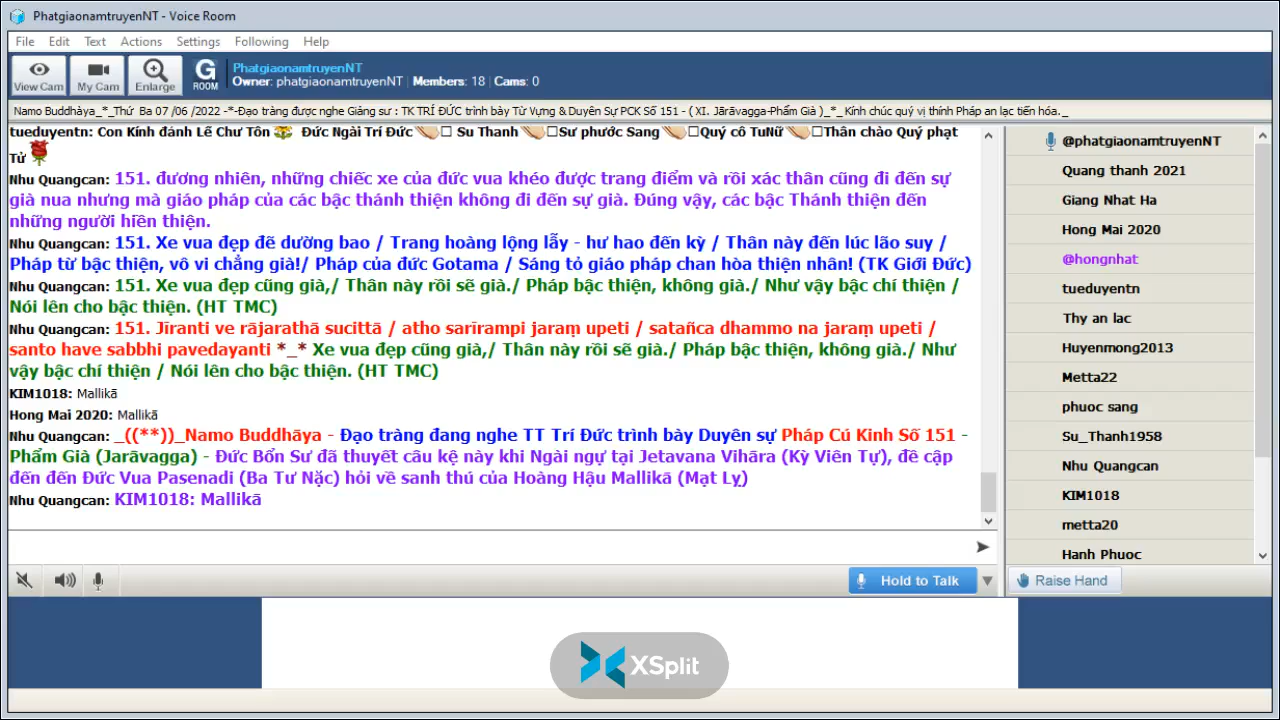 PhatgiaonamtruyenNT - Voice Room
File Edit Text Actions Settings Following Help
View Cam My Cam Enlarge G ROOM
PhatgiaonamtruyenNT
Owner: phatgiaonamtruyenNT | Members: 18 | Cams: 0
Namo Buddhàya_*_Thứ Ba 07 /06 /2022 -*-Đạo tràng được nghe Giảng sư : TK TRÍ ĐỨC trình bày Từ Vựng & Duyên Sự PCK Số 151 - ( XI. Jārāvagga-Phẩm Già )_*_ Kính chúc quý vị thính Pháp an lạc tiến hóa._
tueduyentn: Con Kính đảnh Lễ Chư Tôn Đức Ngài Trí Đức Su Thanh Sư phước Sang Quý cô TuNữ Thân chào Quý phạt
Tử
Nhu Quangcan: 151. đương nhiên, những chiếc xe của đức vua khéo được trang điểm và rồi xác thân cũng đi đến sự
già nua nhưng mà giáo pháp của các bậc thánh thiện không đi đến sự già. Đúng vậy, các bậc Thánh thiện đến
những người hiền thiện.
Nhu Quangcan: 151. Xe vua đẹp đẽ dường bao / Trang hoàng lộng lẫy - hư hao đến kỳ / Thân này đến lúc lão suy /
Pháp từ bậc thiện, vô vi chẳng già!/ Pháp của đức Gotama / Sáng tỏ giáo pháp chan hòa thiện nhân! (TK Giới Đức)
Nhu Quangcan: 151. Xe vua đẹp cũng già,/ Thân này rồi sẽ già./ Pháp bậc thiện, không già./ Như vậy bậc chí thiện /
Nói lên cho bậc thiện. (HT TMC)
Nhu Quangcan: 151. Jīranti ve rājarathā sucittā / atho sarīrampi jaraṃ upeti / satañca dhammo na jaraṃ upeti /
santo have sabbhi pavedayanti *_* Xe vua đẹp cũng già,/ Thân này rồi sẽ già./ Pháp bậc thiện, không già./ Như
vậy bậc chí thiện / Nói lên cho bậc thiện. (HT TMC)
KIM1018: Mallikā
Hong Mai 2020: Mallikā
Nhu Quangcan: _((**))_Namo Buddhāya - Đạo tràng đang nghe TT Trí Đức trình bày Duyên sự Pháp Cú Kinh Số 151 -
Phẩm Già (Jarāvagga) - Đức Bổn Sư đã thuyết câu kệ này khi Ngài ngự tại Jetavana Vihāra (Kỳ Viên Tự), đề cập
đến đến Đức Vua Pasenadi (Ba Tư Nặc) hỏi về sanh thú của Hoàng Hậu Mallikā (Mạt Lỵ)
Nhu Quangcan: KIM1018: Mallikā
@phatgiaonamtruyenNT
Quang thanh 2021
Giang Nhat Ha
Hong Mai 2020
@hongnhat
tueduyentn
Thy an lac
Huyenmong2013
Metta22
phuoc sang
Su_Thanh1958
Nhu Quangcan
KIM1018
metta20
Hanh Phuoc
Hold to Talk
Raise Hand
XSplit